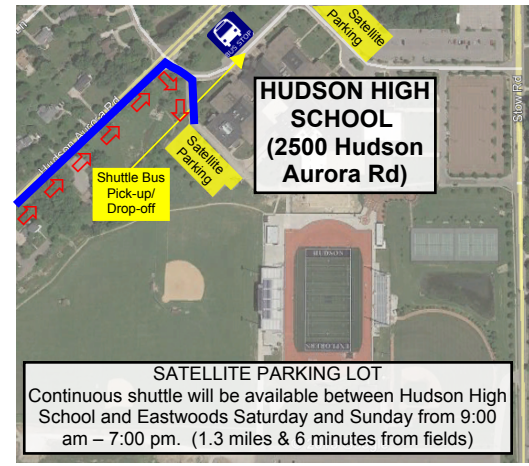 Satellite
Parking
BUS STOP
HUDSON HIGH
SCHOOL
(2500 Hudson
Aurora Rd)
Stow Rd
Hudson Aurora Rd
Satellite
Parking
Shuttle Bus
Pick-up/
Drop-off
HUDSON
EXPLORERS
SATELLITE PARKING LOT
Continuous shuttle will be available between Hudson High
School and Eastwoods Saturday and Sunday from 9:00
am – 7:00 pm.  (1.3 miles & 6 minutes from fields)